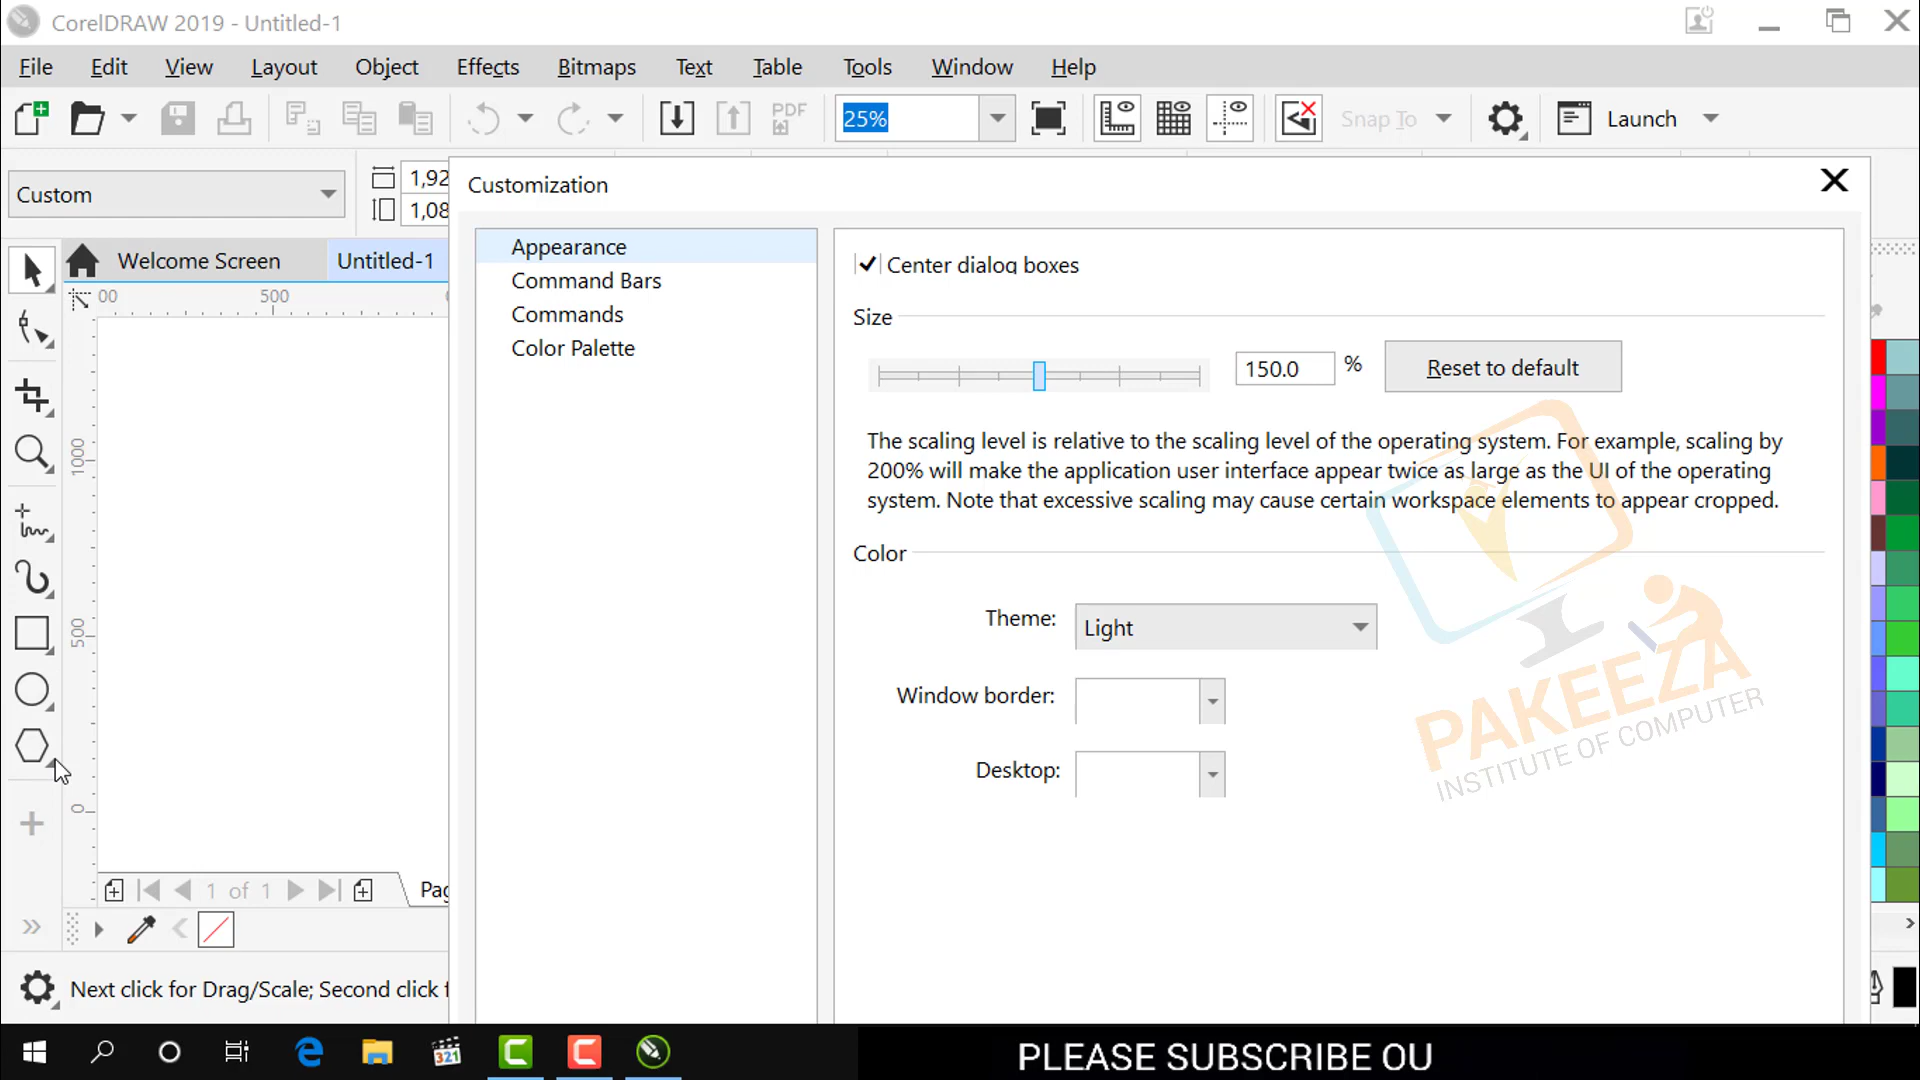 CorelDRAW 2019 - Untitled-1
File Edit View Layout Object Effects Bitmaps Text Table Tools Window Help
PDF 25% Snap To Launch
Custom
1,92
1,08
Customization
Welcome Screen Untitled-1
00 500
1000
500
0
Appearance
Command Bars
Commands
Color Palette
Center dialog boxes
Size
150.0 % Reset to default
The scaling level is relative to the scaling level of the operating system. For example, scaling by
200% will make the application user interface appear twice as large as the UI of the operating
system. Note that excessive scaling may cause certain workspace elements to appear cropped.
Color
Theme: Light
Window border:
Desktop:
PAKEEZA
INSTITUTE OF COMPUTER
1 of 1 Pag
Next click for Drag/Scale; Second click f
321
PLEASE SUBSCRIBE OU